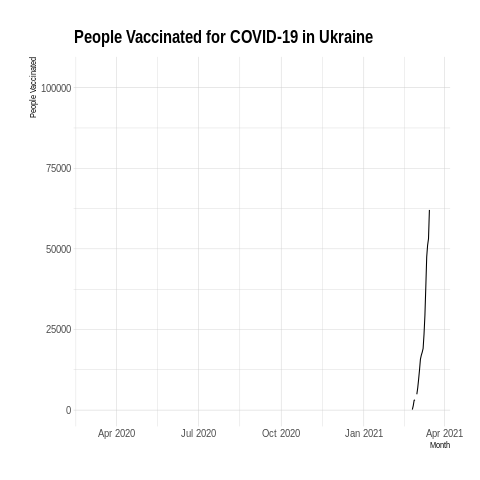 People Vaccinated for COVID-19 in Ukraine
People Vaccinated
100000
75000
50000
25000
0
Apr 2020 Jul 2020 Oct 2020 Jan 2021 Apr 2021
Month